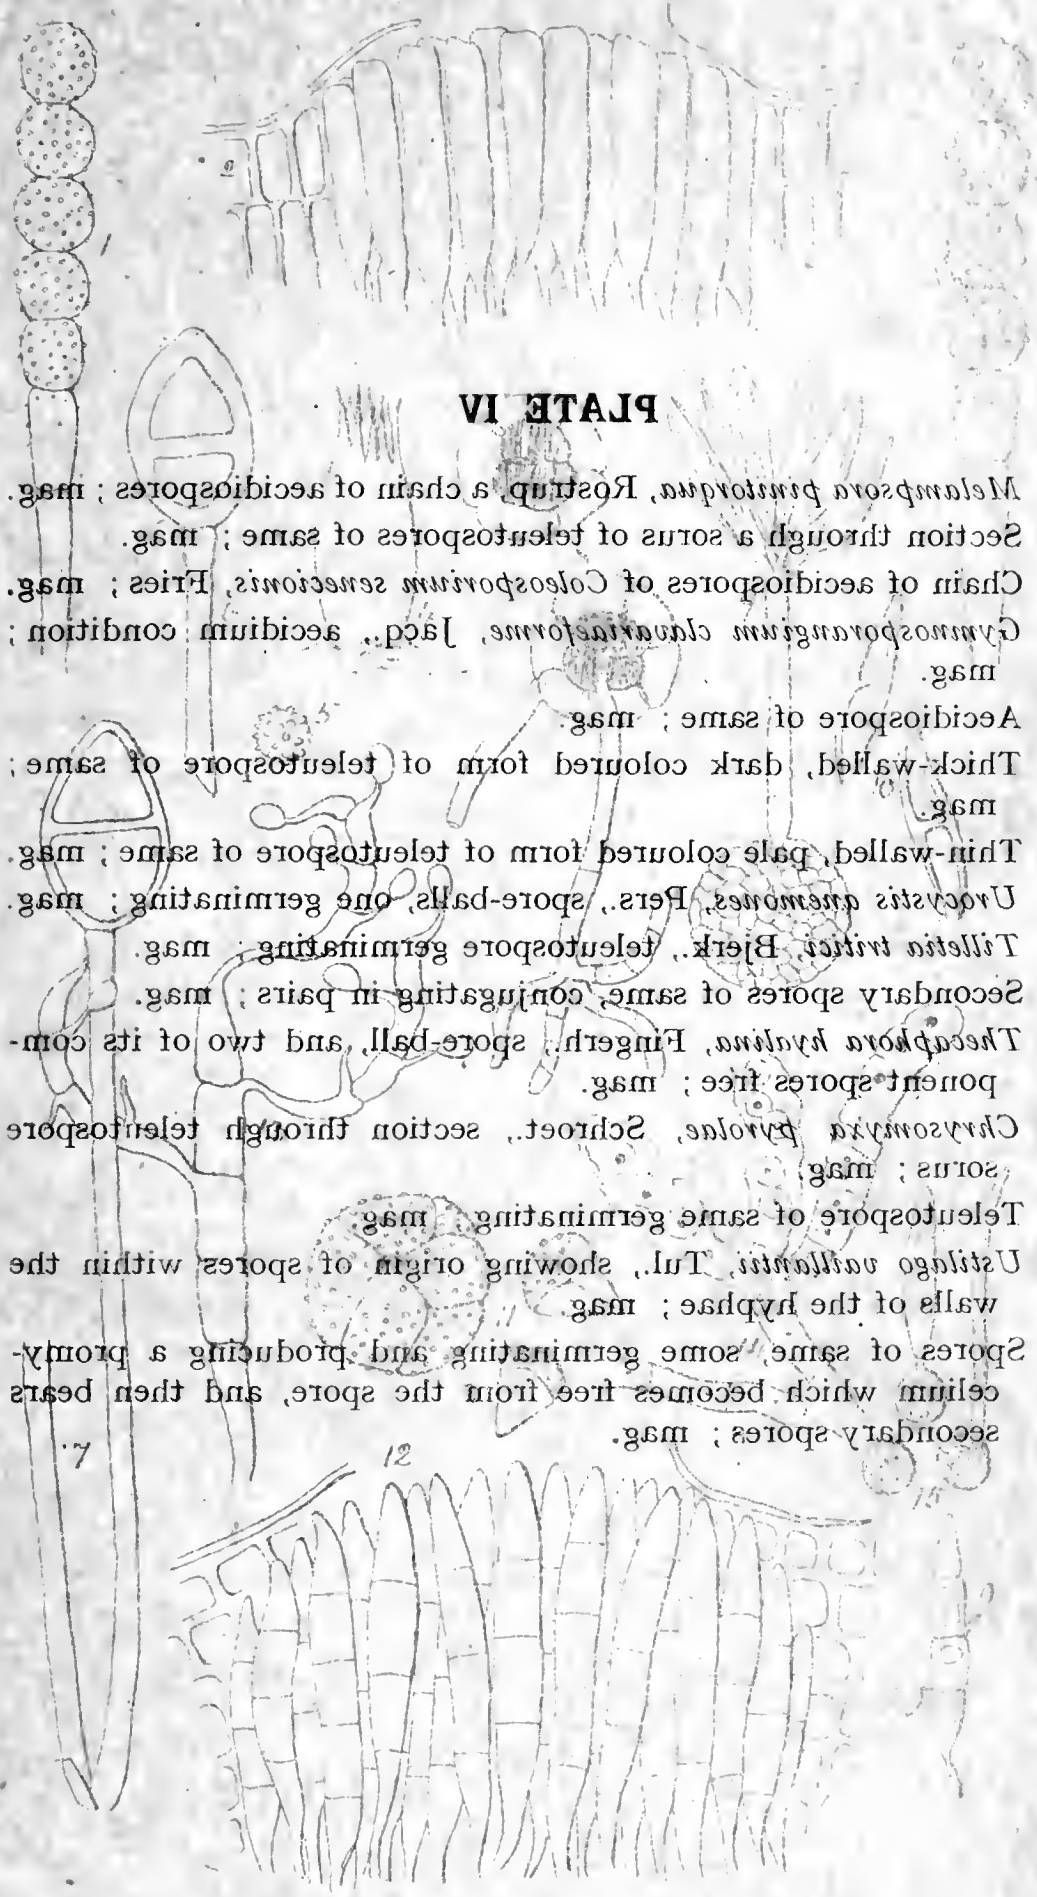 PLATE IV
Melampsora pinitorqua, Rostrup, a chain of aecidiospores ; mag.
Section through a sorus of teleutospores of same ; mag.
Chain of aecidiospores of Coleosporium senecionis, Fries ; mag.
Gymnosporangium clavariaeforme, Jacq., aecidium condition ;
mag.
Aecidiospore of same ; mag.
Thick-walled, dark coloured form of teleutospore of same ;
mag.
Thin-walled, pale coloured form of teleutospore of same ; mag.
Urocystis anemones, Pers., spore-balls, one germinating ; mag.
Tilletia tritici, Bjerk., teleutospore germinating ; mag.
Secondary spores of same, conjugating in pairs ; mag.
Thecaphora hyalina, Fingerh., spore-ball, and two of its com-
ponent spores free ; mag.
Chrysomyxa pyrolae, Schroet., section through teleutospore
sorus ; mag.
Teleutospore of same germinating ; mag.
Ustilago vaillantii, Tul., showing origin of spores within the
walls of the hyphae ; mag.
Spores of same, some germinating and producing a promy-
celium which becomes free from the spore, and then bears
secondary spores ; mag.
1
5
7
12
15